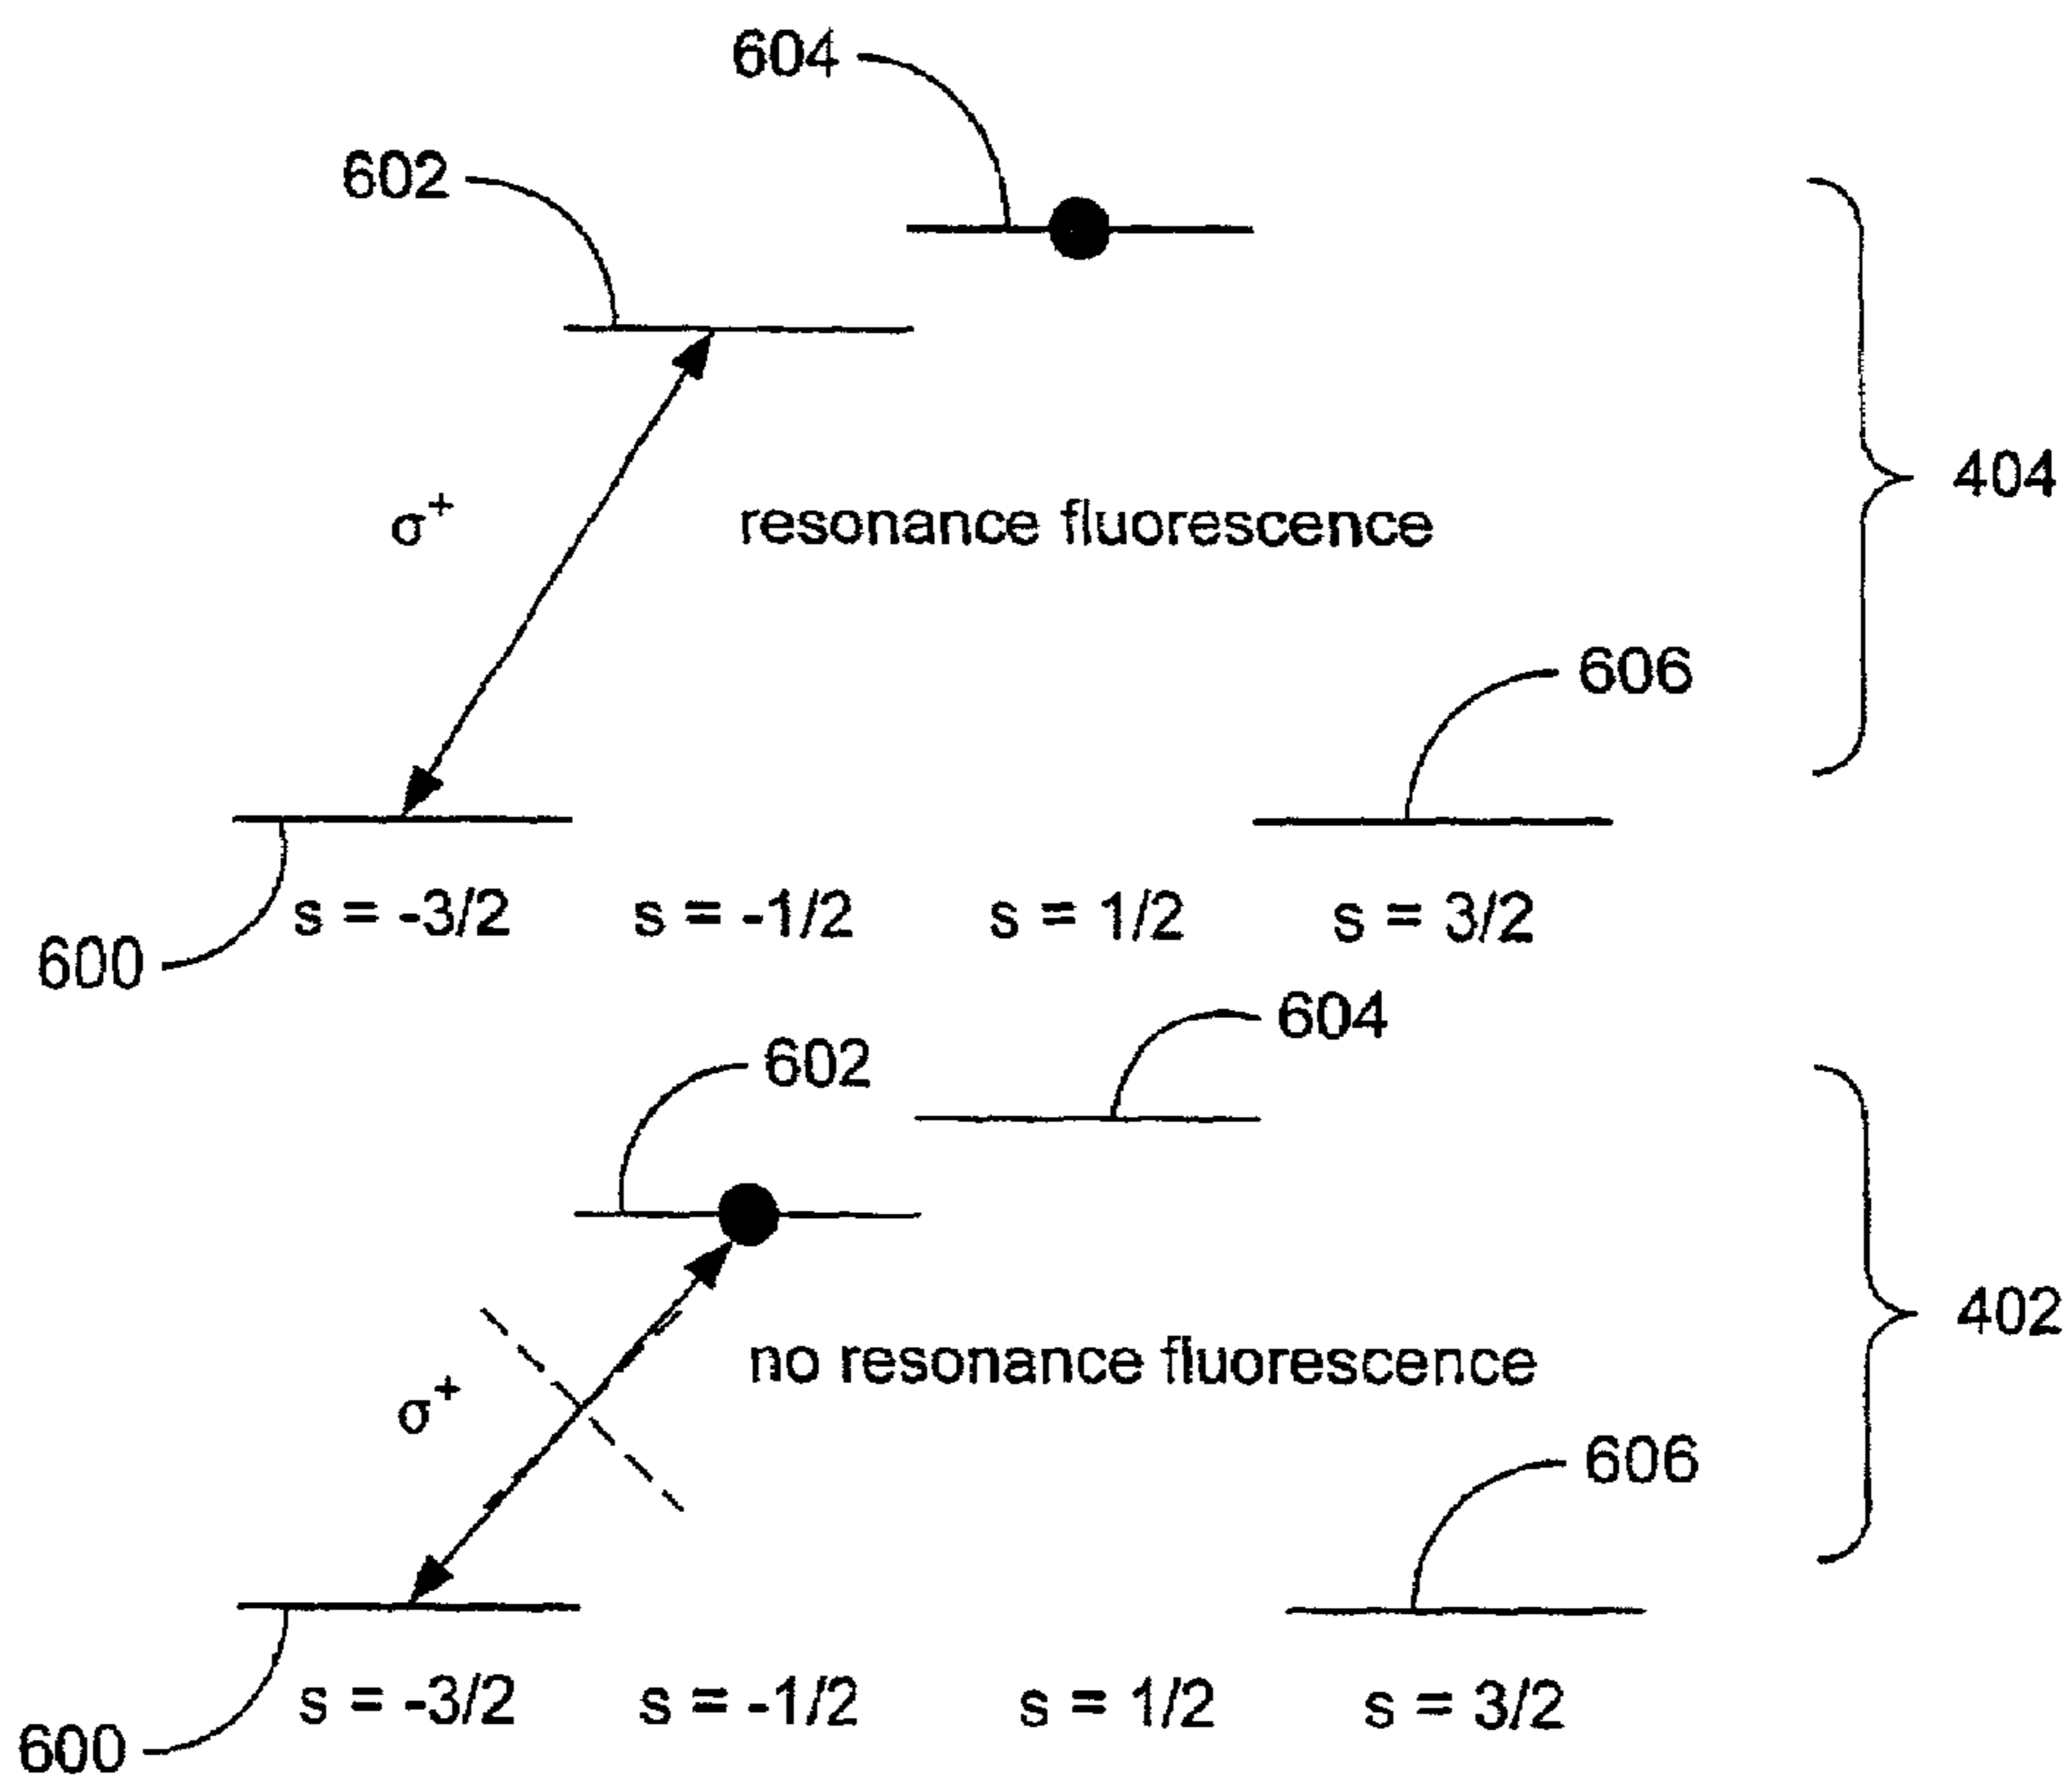 604
602
404
σ+ resonance fluorescence
606
s = -3/2 s = -1/2 s = 1/2 s = 3/2
600
604
602
402
no resonance fluorescence
σ+
606
s = -3/2 s = -1/2 s = 1/2 s = 3/2
600